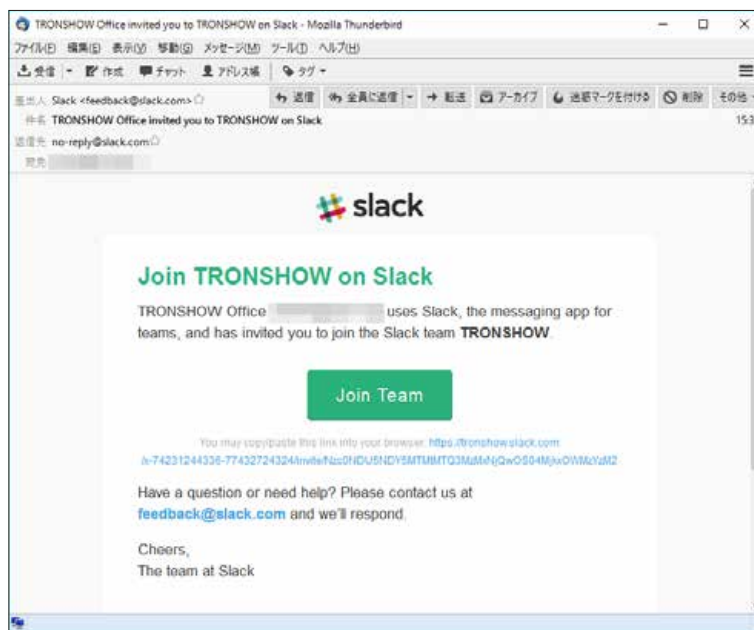 TRONSHOW Office invited you to TRONSHOW on Slack - Mozilla Thunderbird
ファイル(F) 編集(E) 表示(V) 移動(G) メッセージ(M) ツール(T) ヘルプ(H)
受信 作成 チャット アドレス帳 タグ
差出人 Slack <feedback@slack.com> 返信 全員に返信 転送 アーカイブ 迷惑マークを付ける 削除 その他
件名 TRONSHOW Office invited you to TRONSHOW on Slack 15:3
返信先 no-reply@slack.com
宛先
slack
Join TRONSHOW on Slack
TRONSHOW Office uses Slack, the messaging app for
teams, and has invited you to join the Slack team TRONSHOW.
Join Team
You may copy/paste this link into your browser: https://tronshow.slack.com
Have a question or need help? Please contact us at
feedback@slack.com and we'll respond.
Cheers,
The team at Slack